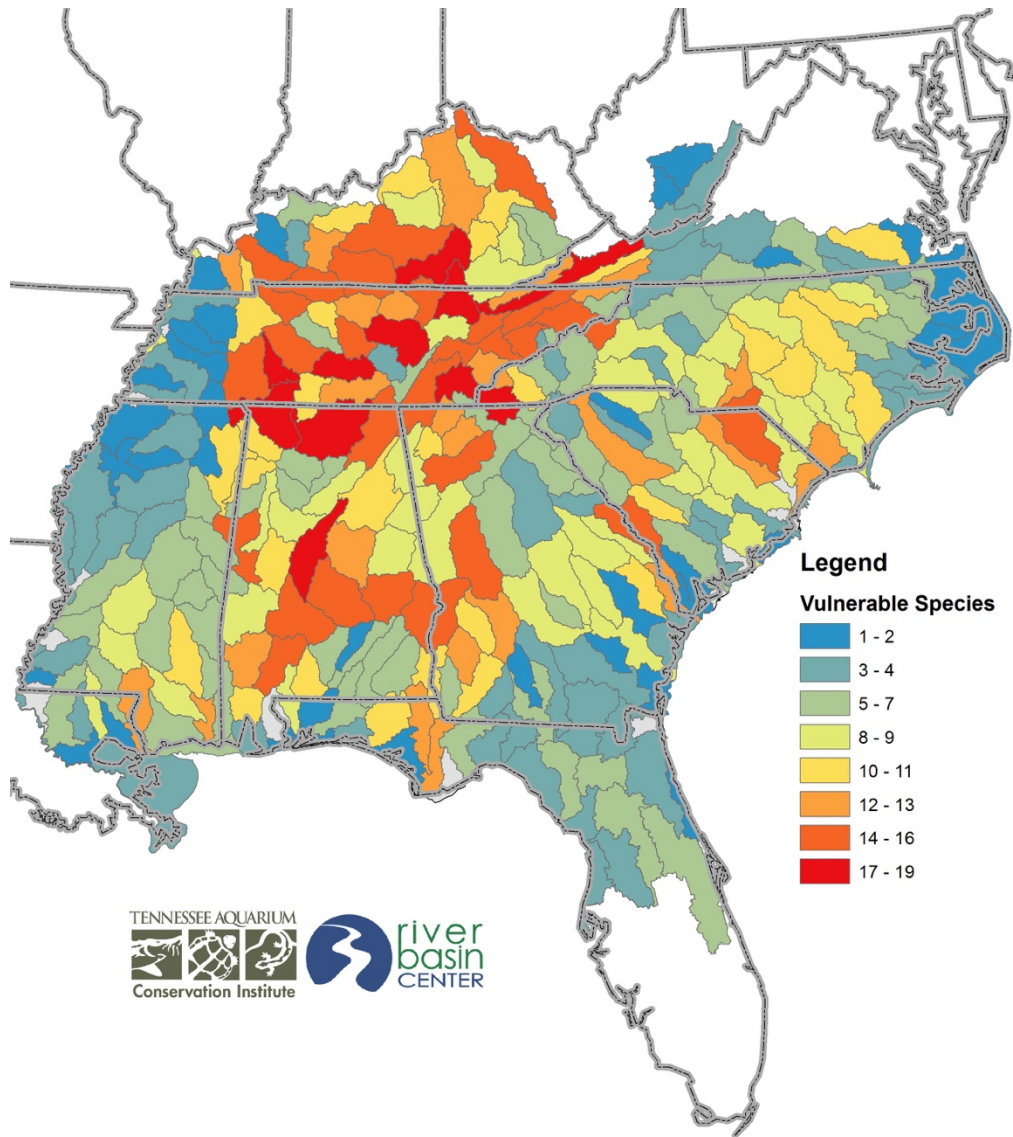 Legend
Vulnerable Species
1 - 2
3 - 4
5 - 7
8 - 9
10 - 11
12 - 13
14 - 16
17 - 19
TENNESSEE AQUARIUM
Conservation Institute
river
basin
CENTER